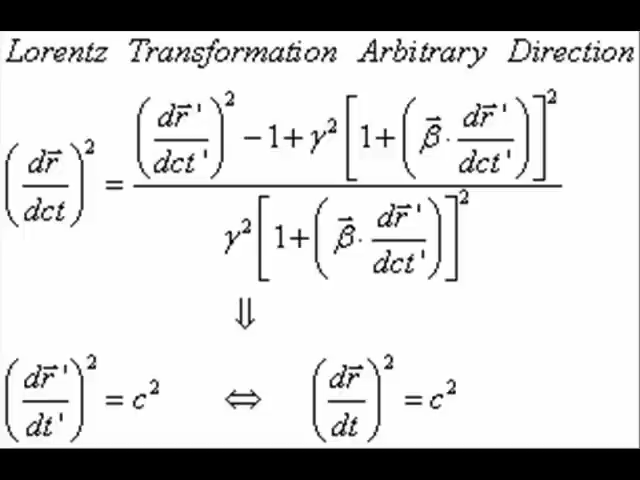 Lorentz Transformation Arbitrary Direction
(dr⃗/dct)² = ((dr⃗'/dct')² − 1 + γ²[1 + (β⃗ · dr⃗'/dct')]²) / (γ²[1 + (β⃗ · dr⃗'/dct')]²)
⇓
(dr⃗'/dt')² = c² ⇔ (dr⃗/dt)² = c²